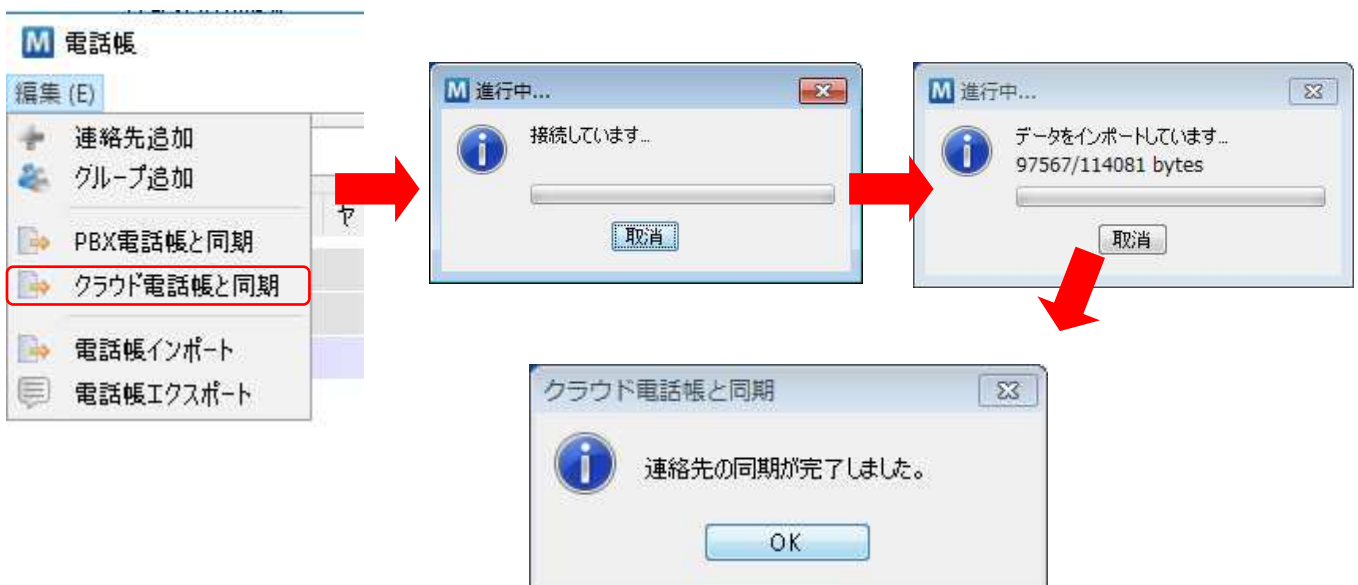 M 電話帳
編集 (E)
連絡先追加
グループ追加
ヤ
PBX電話帳と同期
クラウド電話帳と同期
電話帳インポート
電話帳エクスポート
M 進行中...
接続しています...
取消
M 進行中...
データをインポートしています...
97567/114081 bytes
取消
クラウド電話帳と同期
連絡先の同期が完了しました。
OK